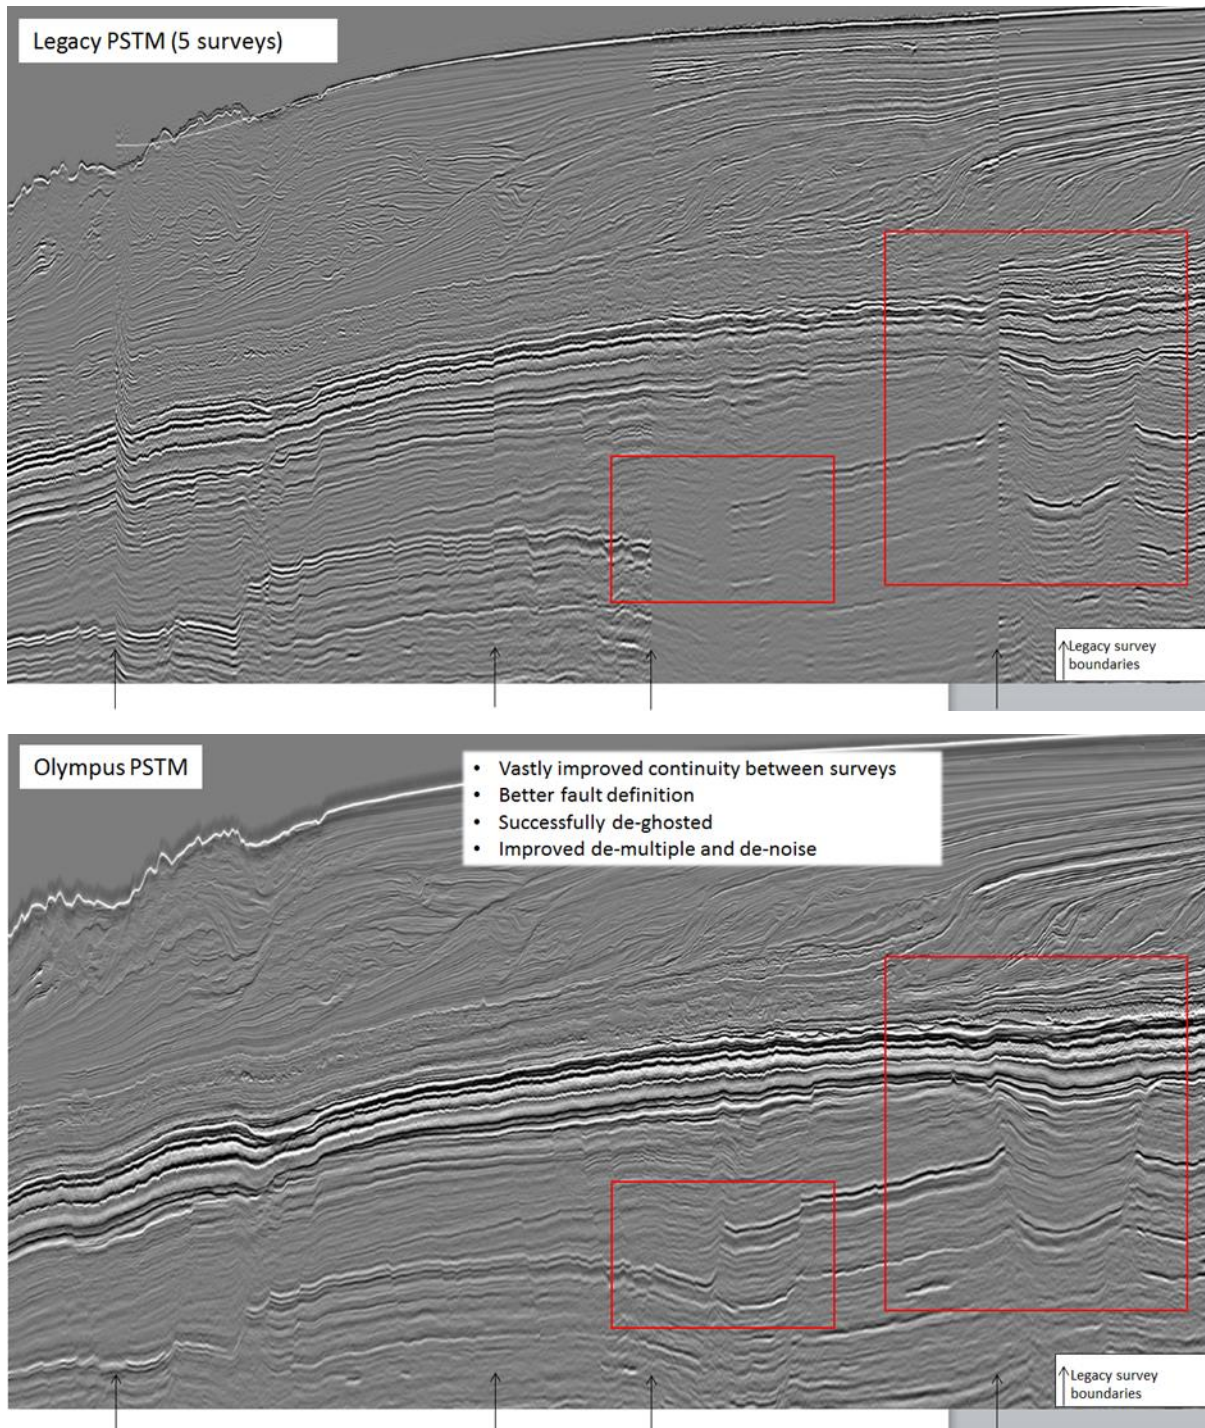 Legacy PSTM (5 surveys)
Legacy survey
boundaries
Olympus PSTM
• Vastly improved continuity between surveys
• Better fault definition
• Successfully de-ghosted
• Improved de-multiple and de-noise
Legacy survey
boundaries